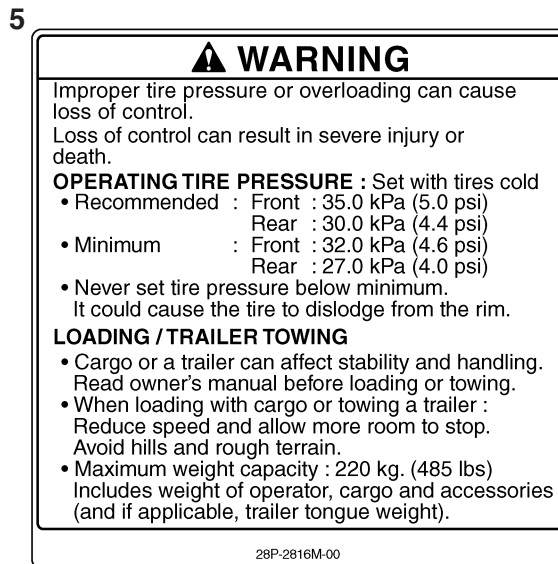 5
⚠ WARNING
Improper tire pressure or overloading can cause
loss of control.
Loss of control can result in severe injury or
death.
OPERATING TIRE PRESSURE : Set with tires cold
• Recommended : Front : 35.0 kPa (5.0 psi)
Rear : 30.0 kPa (4.4 psi)
• Minimum : Front : 32.0 kPa (4.6 psi)
Rear : 27.0 kPa (4.0 psi)
• Never set tire pressure below minimum.
It could cause the tire to dislodge from the rim.
LOADING / TRAILER TOWING
• Cargo or a trailer can affect stability and handling.
Read owner's manual before loading or towing.
• When loading with cargo or towing a trailer :
Reduce speed and allow more room to stop.
Avoid hills and rough terrain.
• Maximum weight capacity : 220 kg. (485 lbs)
Includes weight of operator, cargo and accessories
(and if applicable, trailer tongue weight).
28P-2816M-00